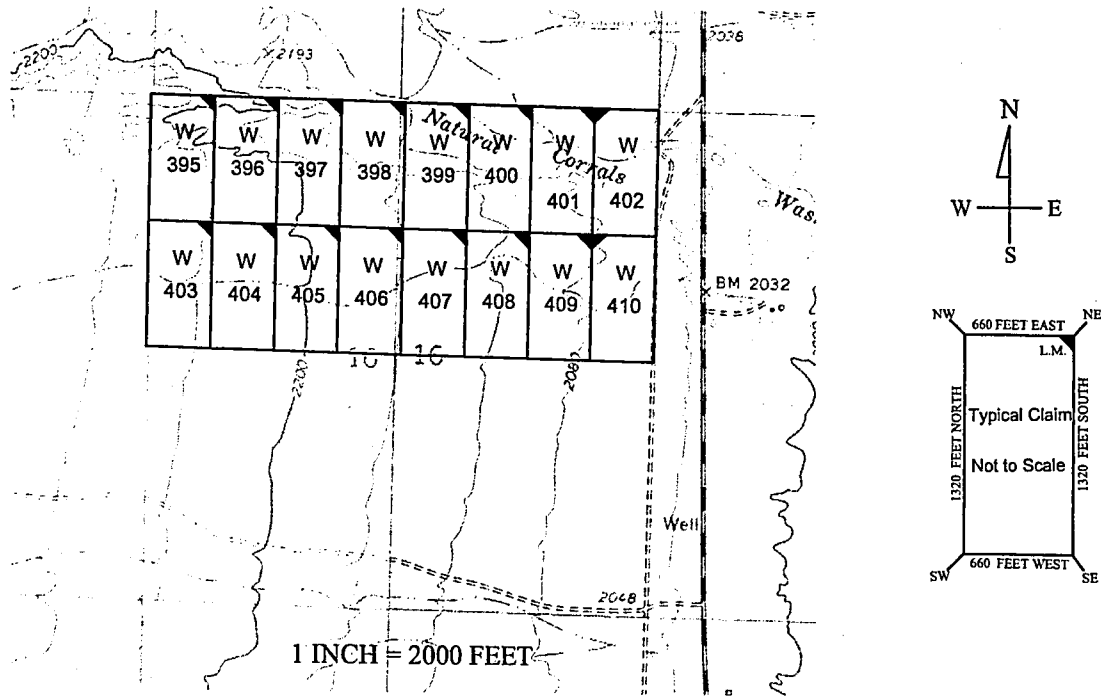 2200
2193
2036
Natural
Corrals
Was
W 395
W 396
W 397
W 398
W 399
W 400
W 401
W 402
W 403
W 404
W 405
W 406
W 407
W 408
W 409
W 410
BM 2032
16
2200
2080
Well
2048
1 INCH = 2000 FEET
N
W E
S
NW NE
660 FEET EAST
L.M.
1320 FEET NORTH
Typical Claim
Not to Scale
1320 FEET SOUTH
660 FEET WEST
SW SE